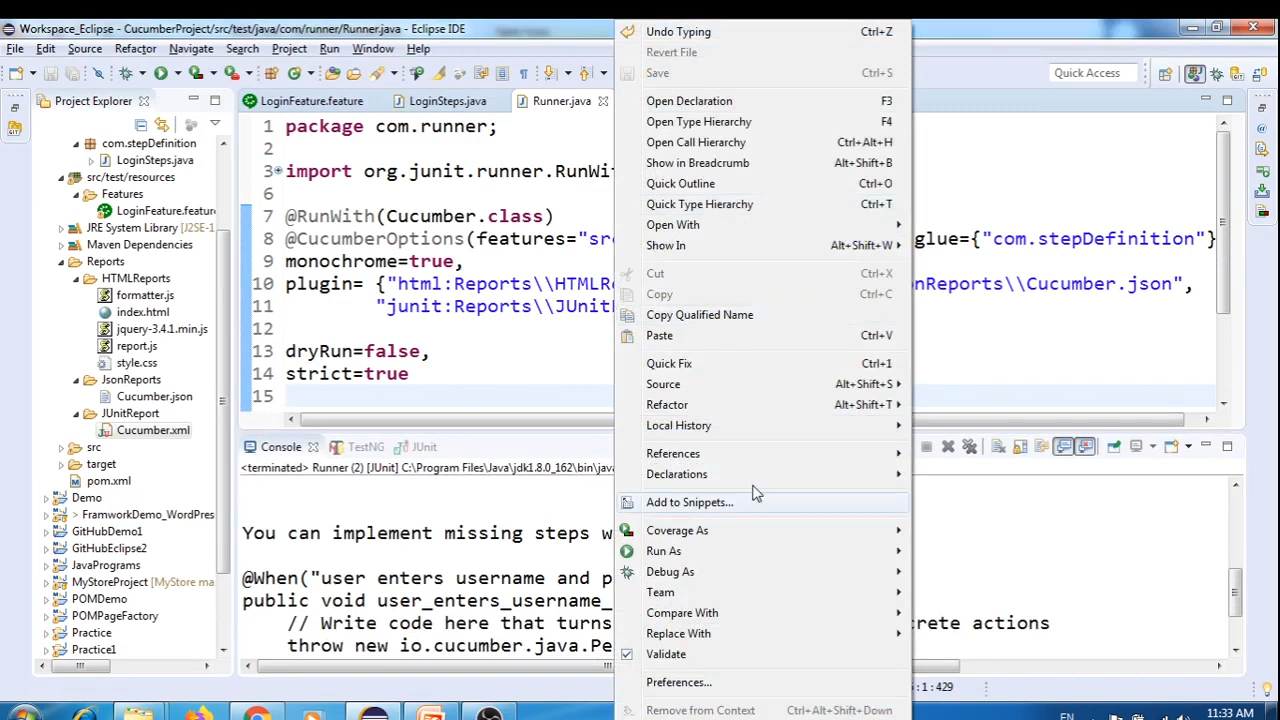 Workspace_Eclipse - CucumberProject/src/test/java/com/runner/Runner.java - Eclipse IDE
File Edit Source Refactor Navigate Search Project Run Window Help
Quick Access
Project Explorer
com.stepDefinition
LoginSteps.java
src/test/resources
Features
LoginFeature.feature
JRE System Library [J2SE-1
Maven Dependencies
Reports
HTMLReports
formatter.js
index.html
jquery-3.4.1.min.js
report.js
style.css
JsonReports
Cucumber.json
JUnitReport
Cucumber.xml
src
target
pom.xml
Demo
> FramworkDemo_WordPres
GitHubDemo1
GitHubEclipse2
JavaPrograms
MyStoreProject [MyStore ma
POMDemo
POMPageFactory
Practice
Practice1
LoginFeature.feature LoginSteps.java Runner.java
1 package com.runner;
2
3 import org.junit.runner.RunWi
6
7 @RunWith(Cucumber.class)
8 @CucumberOptions(features="sr glue={"com.stepDefinition"}
9 monochrome=true,
10 plugin= {"html:Reports\\HTMLRe nReports\\Cucumber.json",
11 "junit:Reports\\JUnit
12
13 dryRun=false,
14 strict=true
15
Console TestNG JUnit
<terminated> Runner (2) [JUnit] C:\Program Files\Java\jdk1.8.0_162\bin\java
You can implement missing steps w
@When("user enters username and p
public void user_enters_username_
// Write code here that turns crete actions
throw new io.cucumber.java.Pe
Undo Typing Ctrl+Z
Revert File
Save Ctrl+S
Open Declaration F3
Open Type Hierarchy F4
Open Call Hierarchy Ctrl+Alt+H
Show in Breadcrumb Alt+Shift+B
Quick Outline Ctrl+O
Quick Type Hierarchy Ctrl+T
Open With
Show In Alt+Shift+W
Cut Ctrl+X
Copy Ctrl+C
Copy Qualified Name
Paste Ctrl+V
Quick Fix Ctrl+1
Source Alt+Shift+S
Refactor Alt+Shift+T
Local History
References
Declarations
Add to Snippets...
Coverage As
Run As
Debug As
Team
Compare With
Replace With
Validate
Preferences...
Remove from Context Ctrl+Alt+Shift+Down
:1:429
EN
11:33 AM